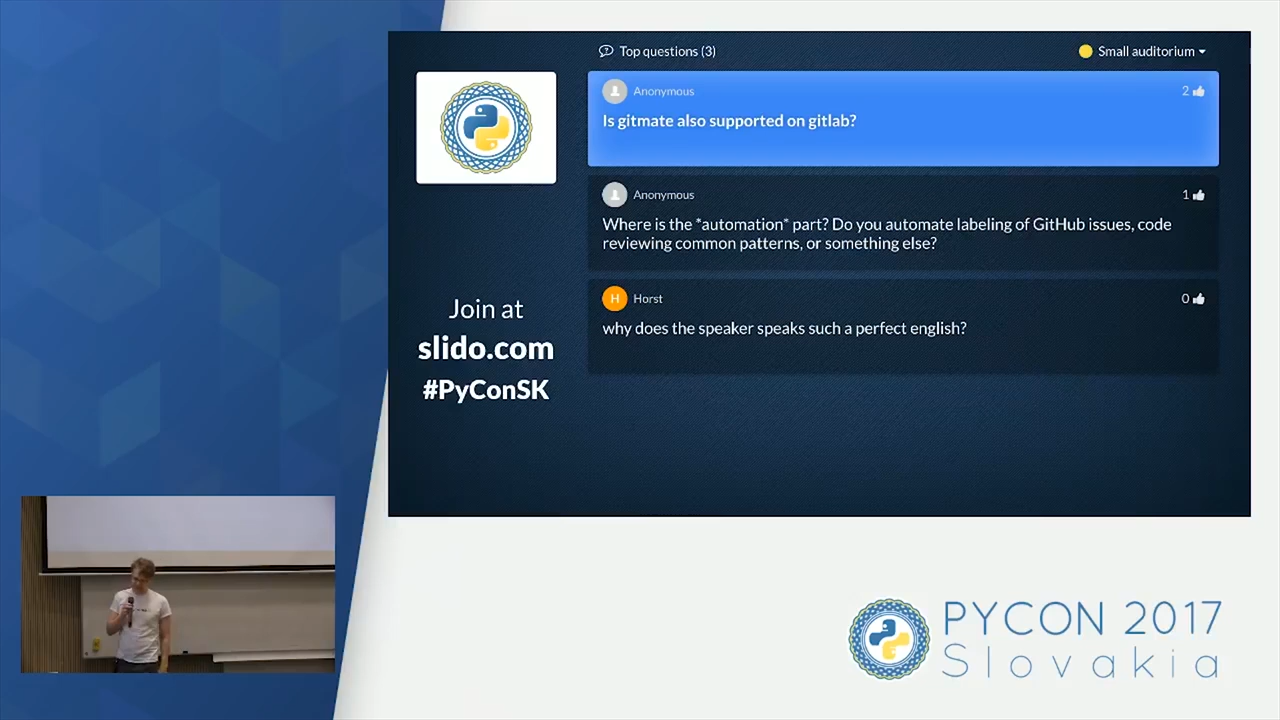 Top questions (3)
Small auditorium
Anonymous
2
Is gitmate also supported on gitlab?
Anonymous
1
Where is the *automation* part? Do you automate labeling of GitHub issues, code
reviewing common patterns, or something else?
H Horst
0
why does the speaker speaks such a perfect english?
Join at
slido.com
#PyConSK
PYCON 2017
Slovakia